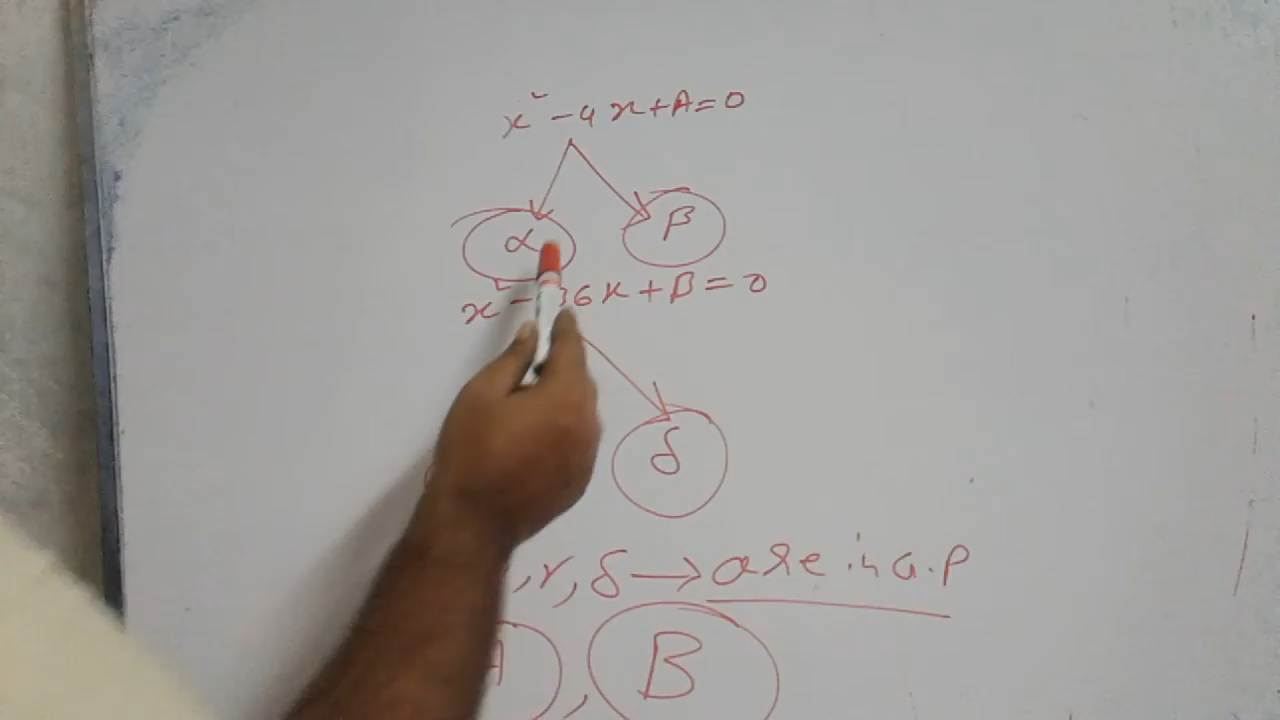 x² - 4x + A = 0
α β
x² - 36x + B = 0
δ
, γ, δ → are in G.P
A, B